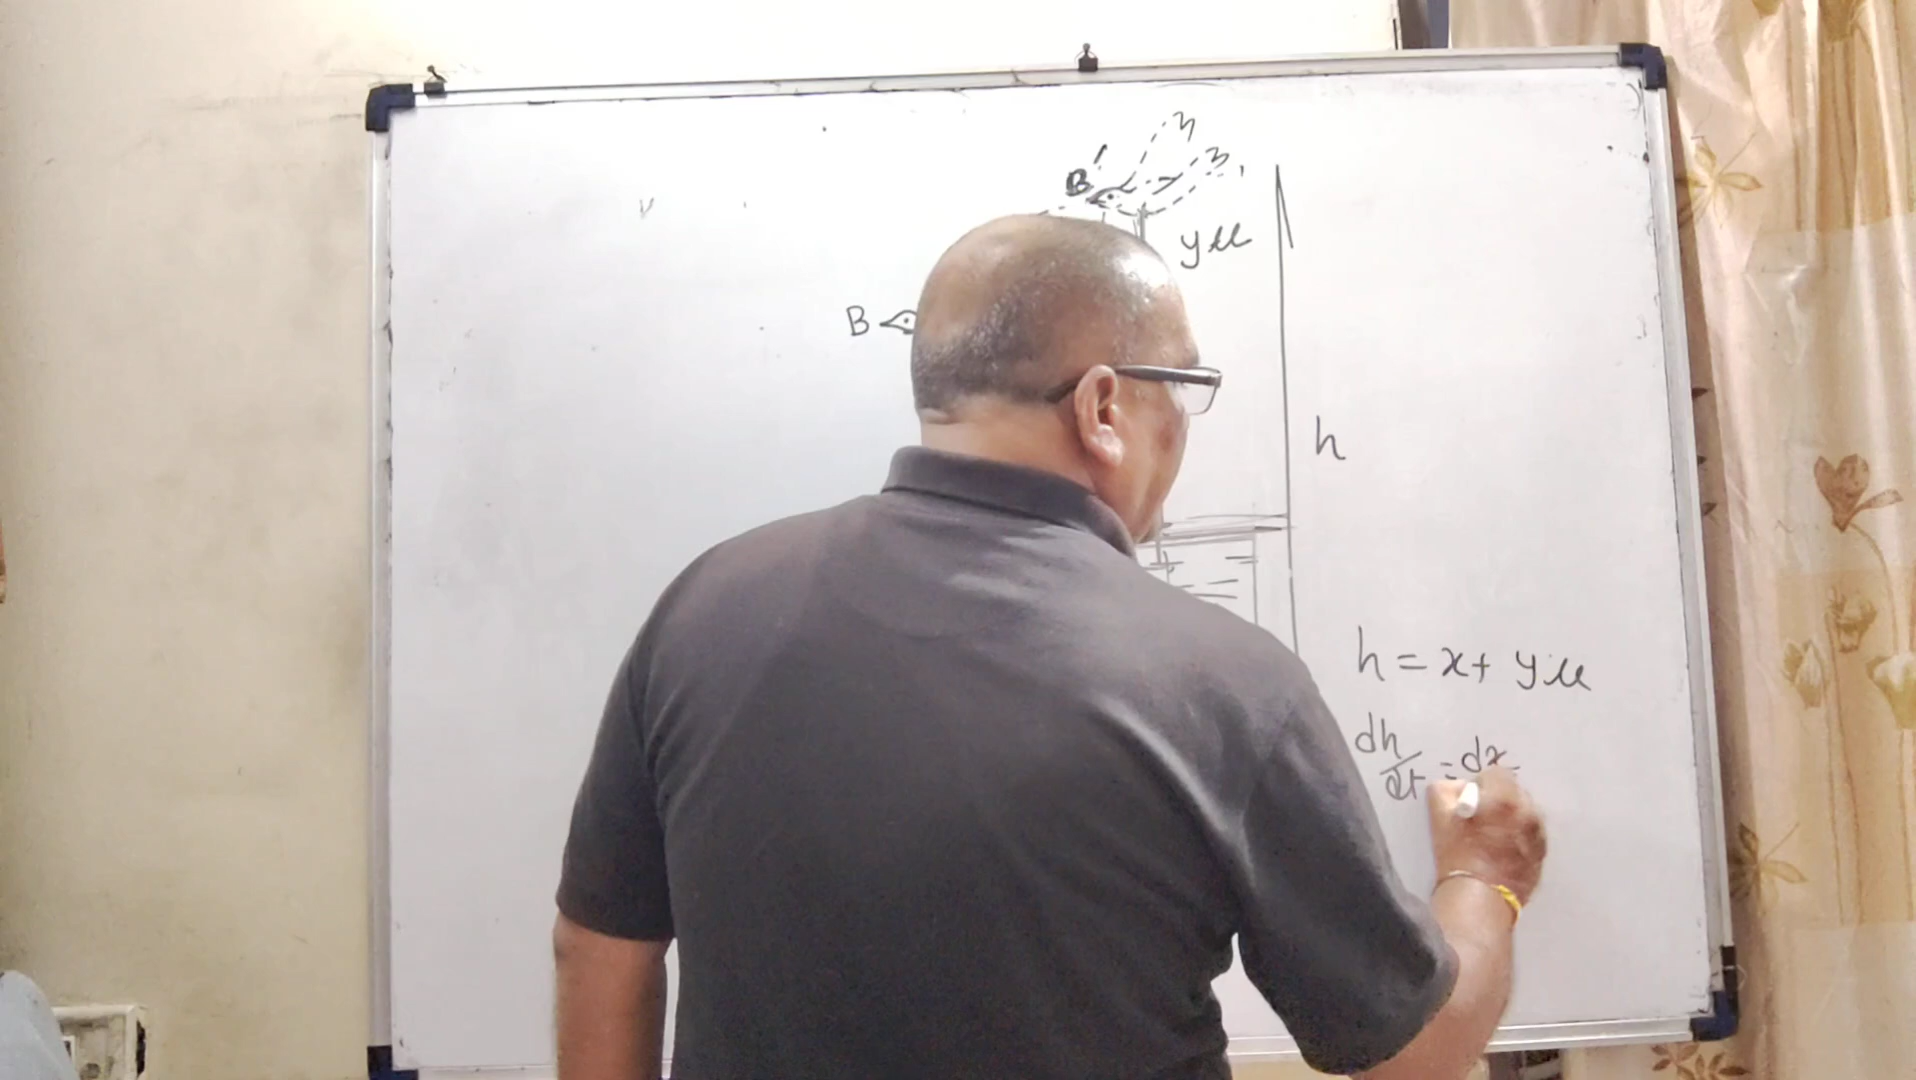 B'
yμ
B
h
h = x + yμ
dh/dt = dx